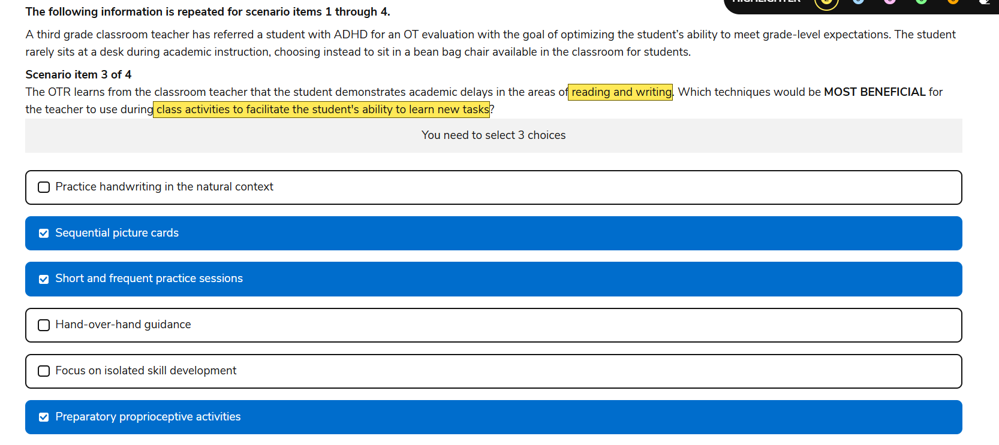 HIGHLIGHTER
The following information is repeated for scenario items 1 through 4.
A third grade classroom teacher has referred a student with ADHD for an OT evaluation with the goal of optimizing the student's ability to meet grade-level expectations. The student
rarely sits at a desk during academic instruction, choosing instead to sit in a bean bag chair available in the classroom for students.
Scenario item 3 of 4
The OTR learns from the classroom teacher that the student demonstrates academic delays in the areas of reading and writing. Which techniques would be MOST BENEFICIAL for
the teacher to use during class activities to facilitate the student's ability to learn new tasks?
You need to select 3 choices
Practice handwriting in the natural context
Sequential picture cards
Short and frequent practice sessions
Hand-over-hand guidance
Focus on isolated skill development
Preparatory proprioceptive activities